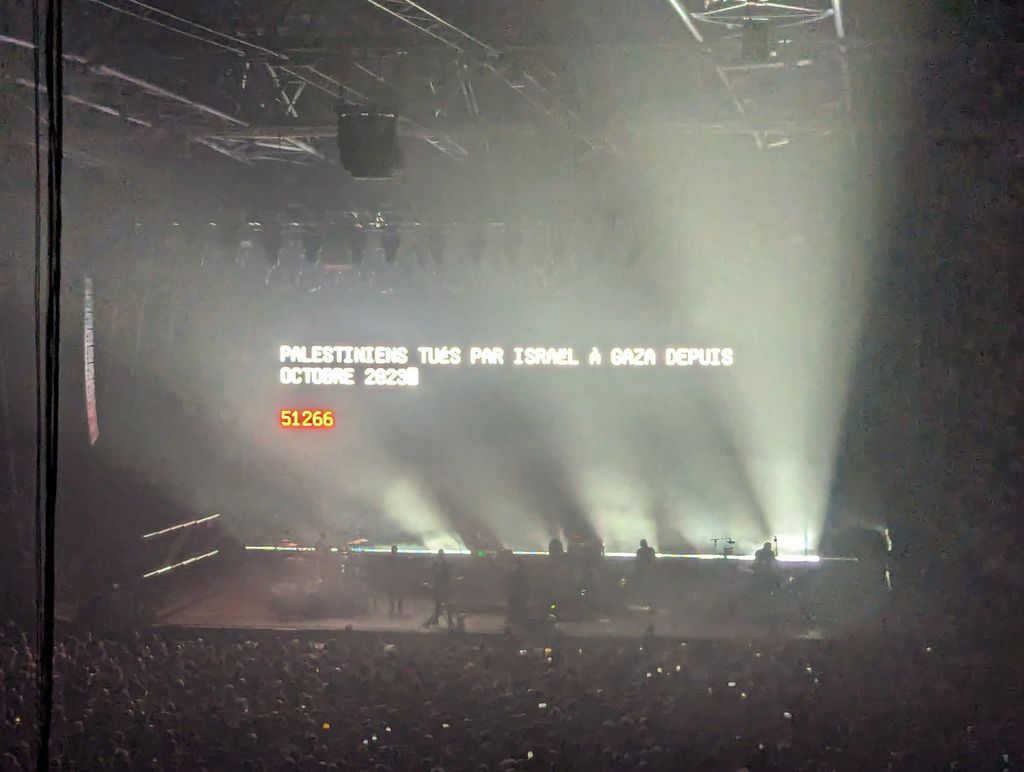 PALESTINIENS TUéS PAR ISRAëL À GAZA DEPUIS
OCTOBRE 2023
51266